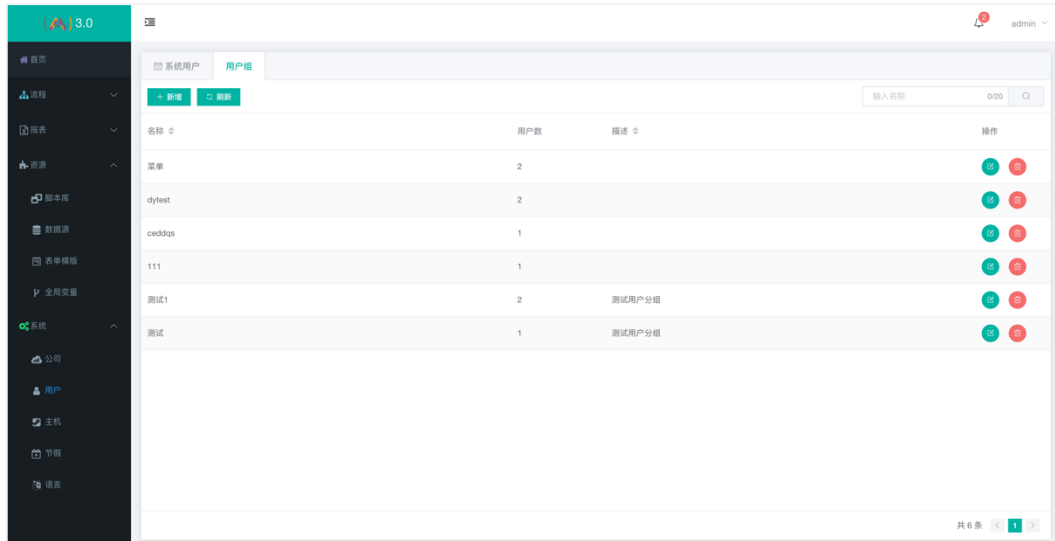 3.0
2
admin
首页
系统用户 用户组
流程
+ 新增 刷新 输入名称 0/20
报表
名称 用户数 描述 操作
资源
菜单 2
脚本库
dytest 2
数据源
ceddqs 1
表单模版
111 1
全局变量
测试1 2 测试用户分组
系统
测试 1 测试用户分组
公司
用户
主机
节假
语言
共 6 条 < 1 >